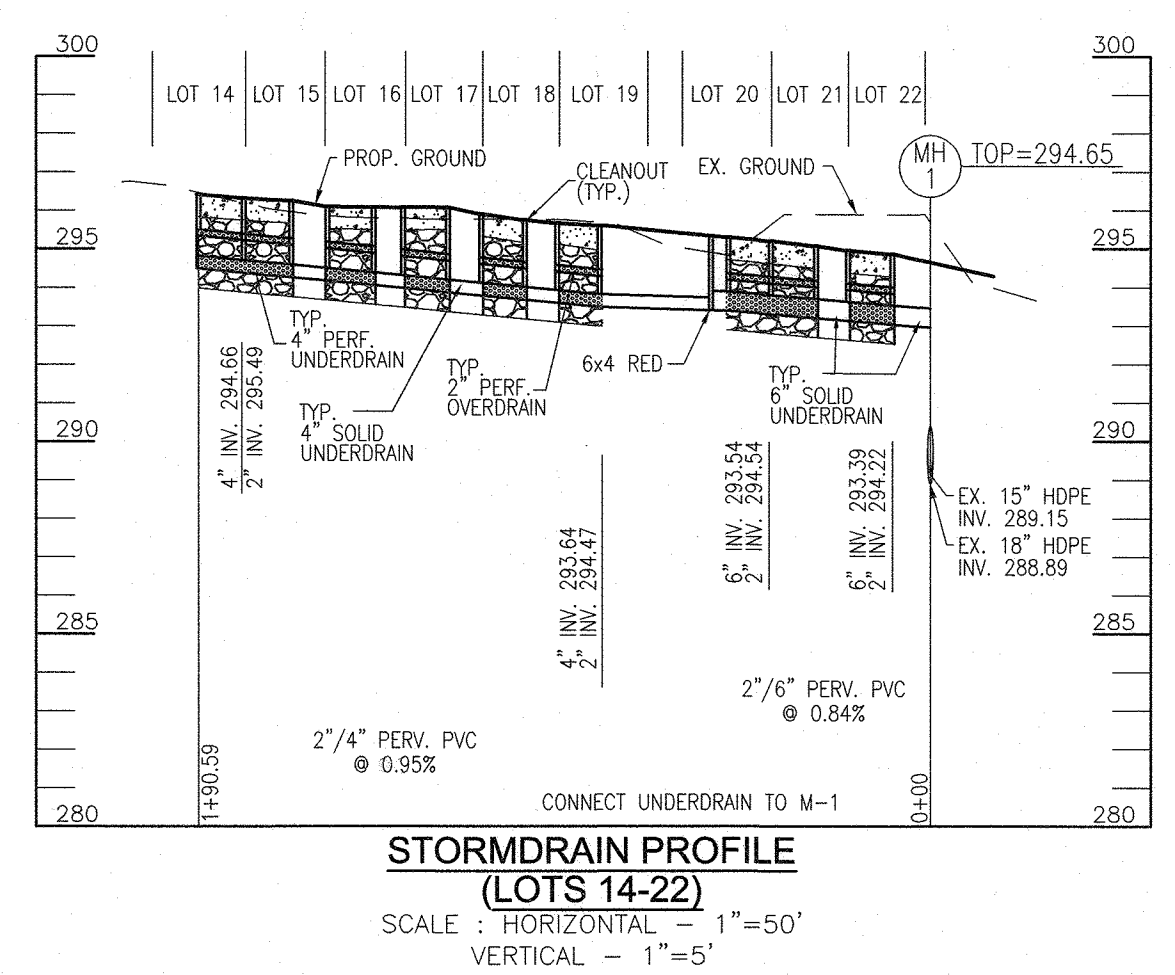 300
300
LOT 14
LOT 15
LOT 16
LOT 17
LOT 18
LOT 19
LOT 20
LOT 21
LOT 22
PROP. GROUND
CLEANOUT
(TYP.)
EX. GROUND
MH
1
TOP=294.65
295
295
TYP.
4" PERF.
UNDERDRAIN
TYP.
4" SOLID
UNDERDRAIN
TYP.
2" PERF.
OVERDRAIN
6x4 RED
TYP.
6" SOLID
UNDERDRAIN
4" INV. 294.66
2" INV. 295.49
290
290
4" INV. 293.64
2" INV. 294.47
6" INV. 293.54
2" INV. 294.54
6" INV. 293.39
2" INV. 294.22
EX. 15" HDPE
INV. 289.15
EX. 18" HDPE
INV. 288.89
285
285
2"/6" PERV. PVC
@ 0.84%
2"/4" PERV. PVC
@ 0.95%
1+90.59
CONNECT UNDERDRAIN TO M-1
0+00
280
280
STORMDRAIN PROFILE
(LOTS 14-22)
SCALE : HORIZONTAL – 1"=50'
VERTICAL – 1"=5'